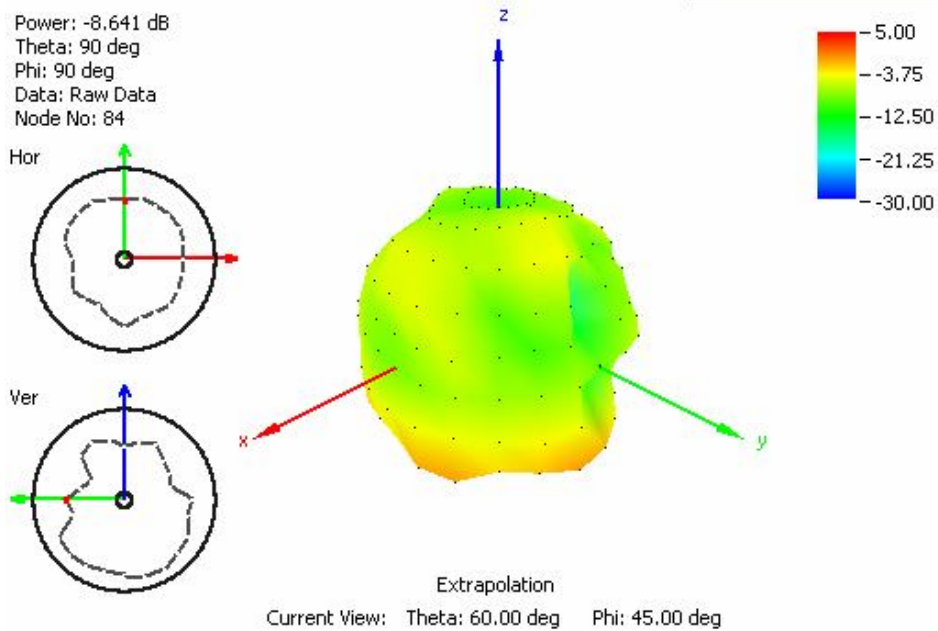 Power: -8.641 dB
Theta: 90 deg
Phi: 90 deg
Data: Raw Data
Node No: 84
Hor
Ver
z
x
y
5.00
-3.75
-12.50
-21.25
-30.00
Extrapolation
Current View: Theta: 60.00 deg Phi: 45.00 deg